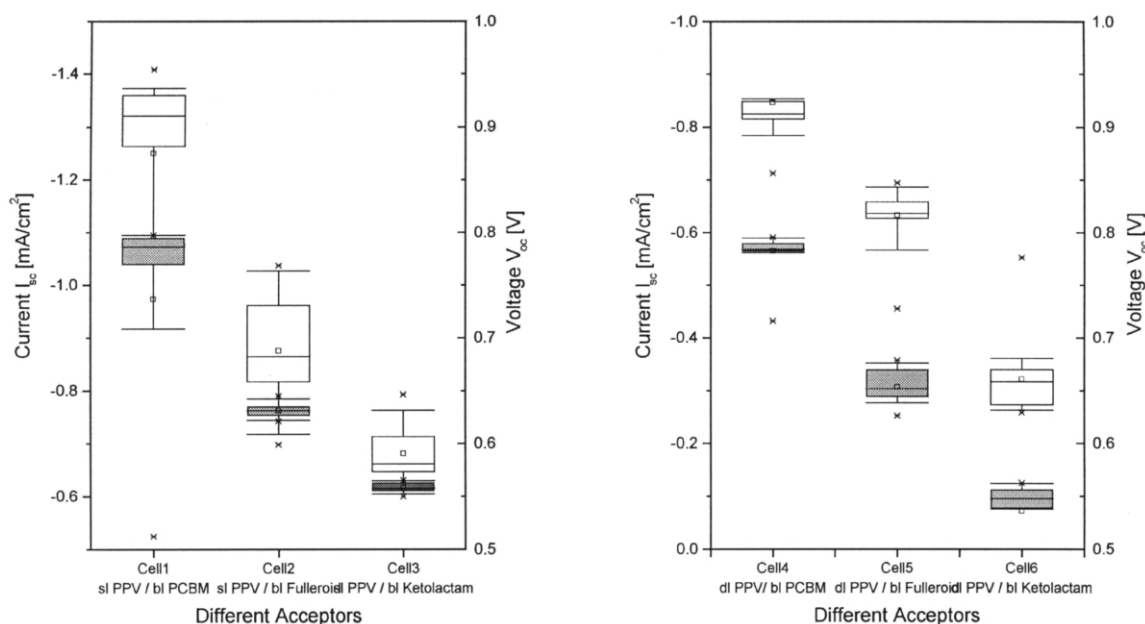 -1.4
-1.2
-1.0
-0.8
-0.6
Current I_sc [mA/cm²]
1.0
0.9
0.8
0.7
0.6
0.5
Voltage V_oc [V]
Cell1 Cell2 Cell3
sl PPV / bl PCBM sl PPV / bl Fulleroid sl PPV / bl Ketolactam
Different Acceptors
-1.0
-0.8
-0.6
-0.4
-0.2
0.0
Current I_sc [mA/cm²]
1.0
0.9
0.8
0.7
0.6
0.5
Voltage V_oc [V]
Cell4 Cell5 Cell6
dl PPV/ bl PCBM dl PPV / bl Fulleroid dl PPV / bl Ketolactam
Different Acceptors